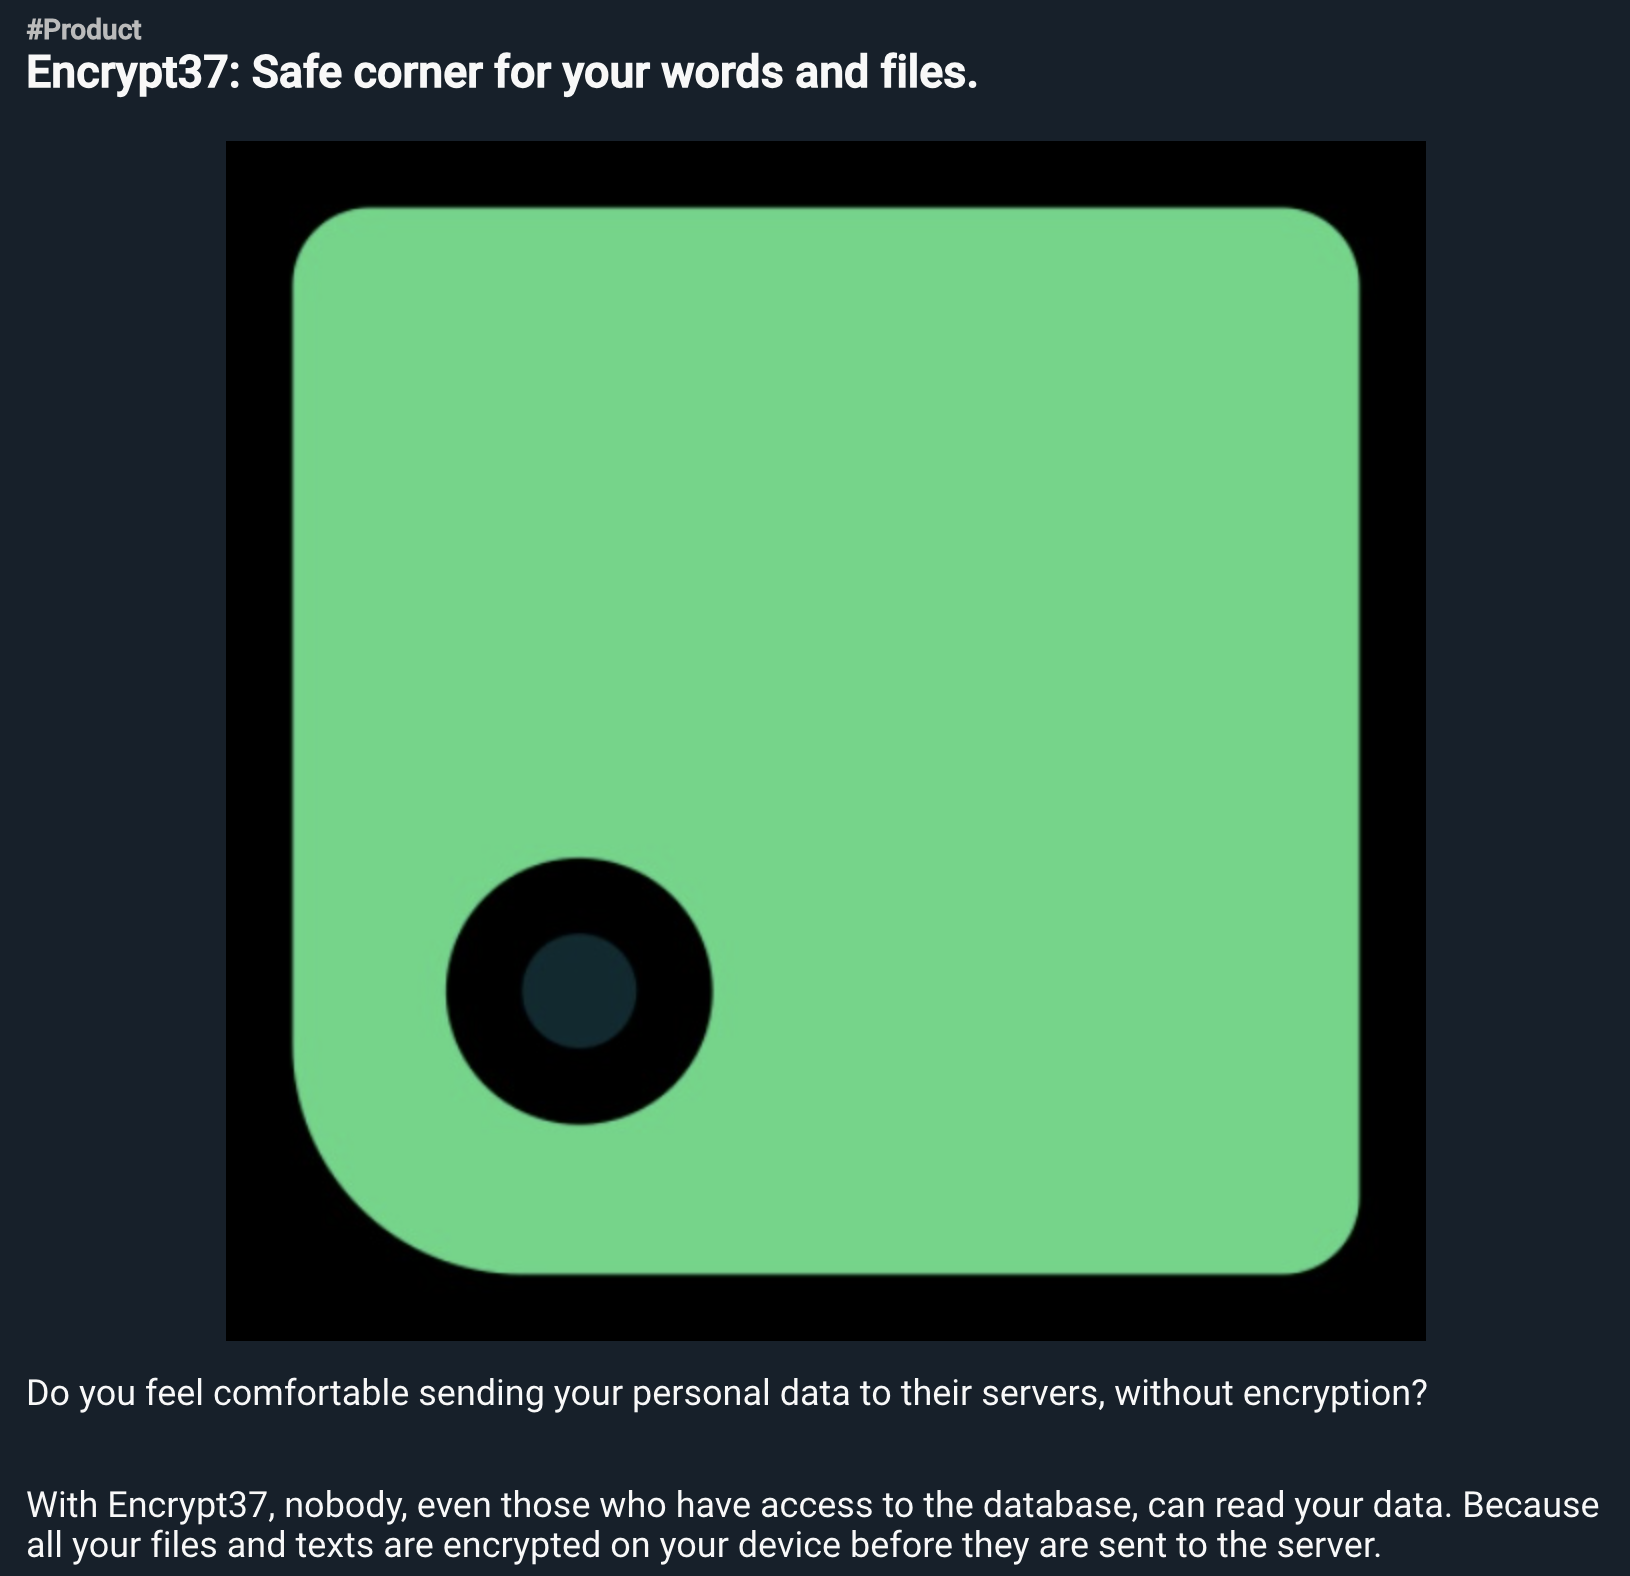 #Product
Encrypt37: Safe corner for your words and files.
Do you feel comfortable sending your personal data to their servers, without encryption?
With Encrypt37, nobody, even those who have access to the database, can read your data. Because
all your files and texts are encrypted on your device before they are sent to the server.